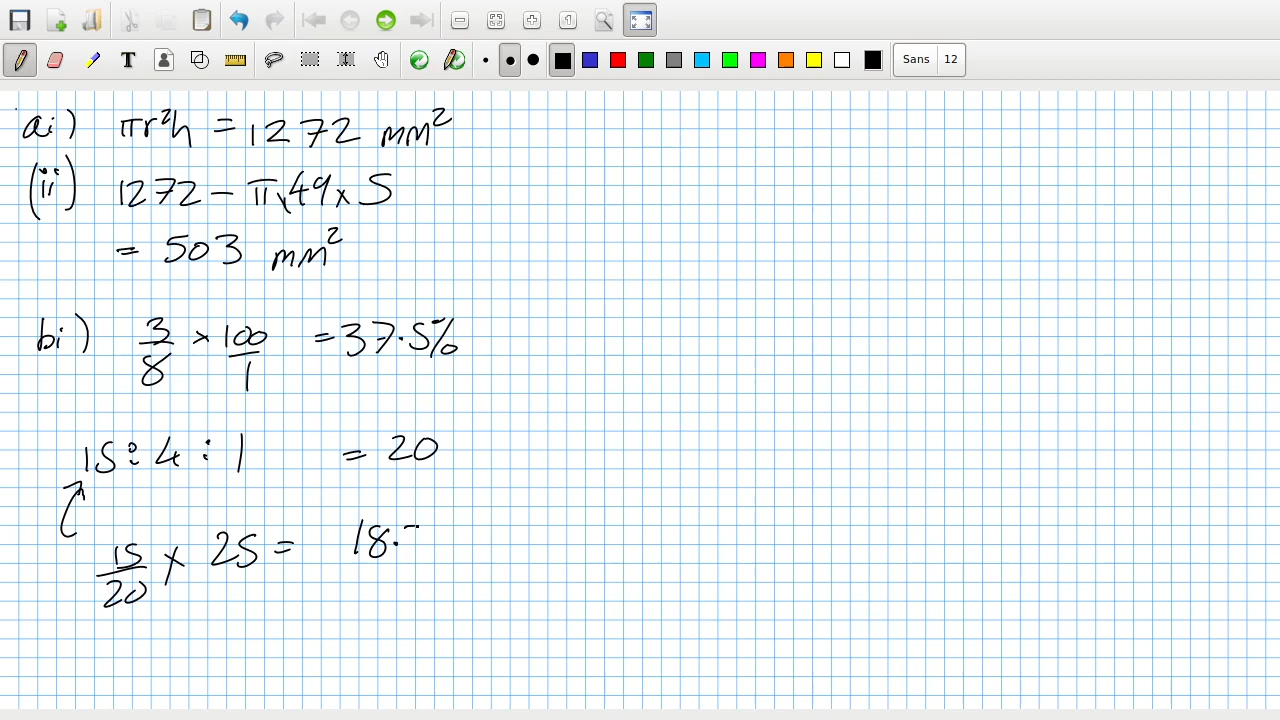 Sans 12
ai) πr²h = 1272 mm²
(ii) 1272 - π×49×5
= 503 mm²
bi) 3/8 × 100/1 = 37.5%
15 : 4 : 1 = 20
15/20 × 25 = 18.